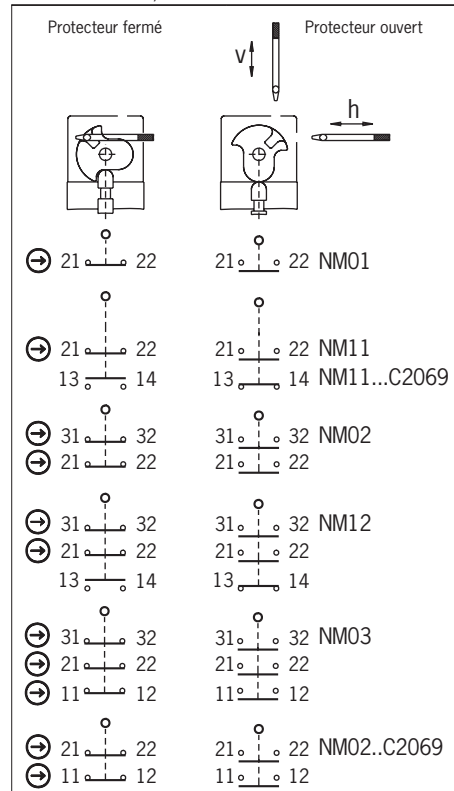 Protecteur fermé Protecteur ouvert
v
h
21 22 21 22 NM01
21 22 21 22 NM11
13 14 13 14 NM11...C2069
31 32 31 32 NM02
21 22 21 22
31 32 31 32 NM12
21 22 21 22
13 14 13 14
31 32 31 32 NM03
21 22 21 22
11 12 11 12
21 22 21 22 NM02..C2069
11 12 11 12